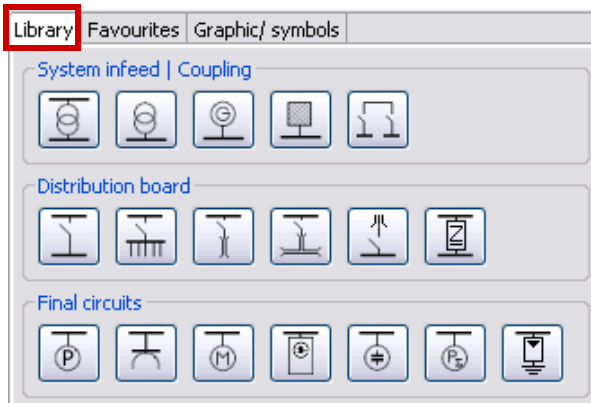 Library Favourites Graphic/ symbols
System infeed | Coupling
G
Distribution board
Z
Final circuits
P M P